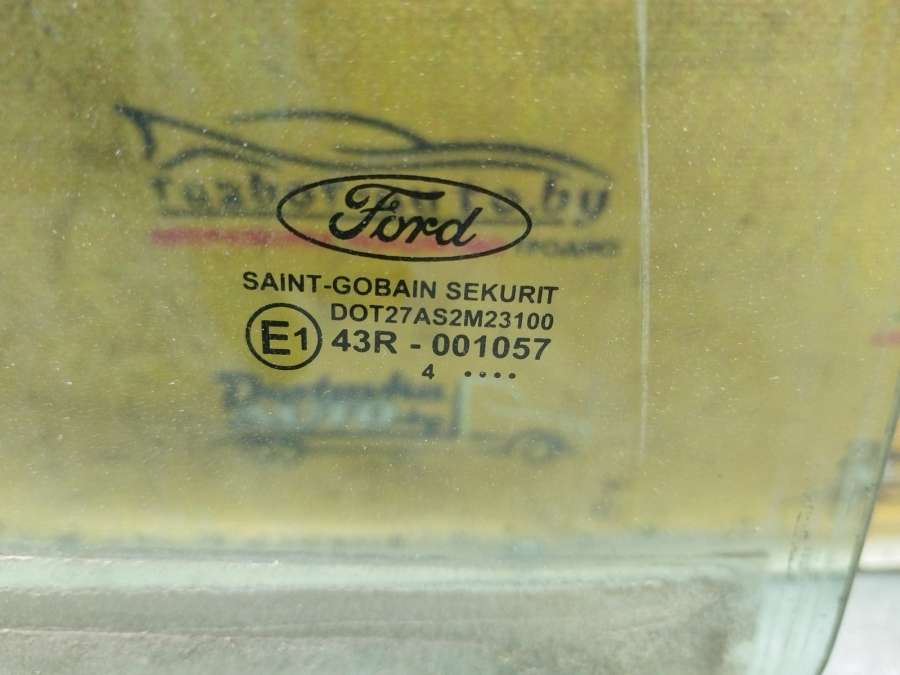 Ford
SAINT-GOBAIN SEKURIT
DOT27AS2M23100
E1 43R - 001057
4 ....